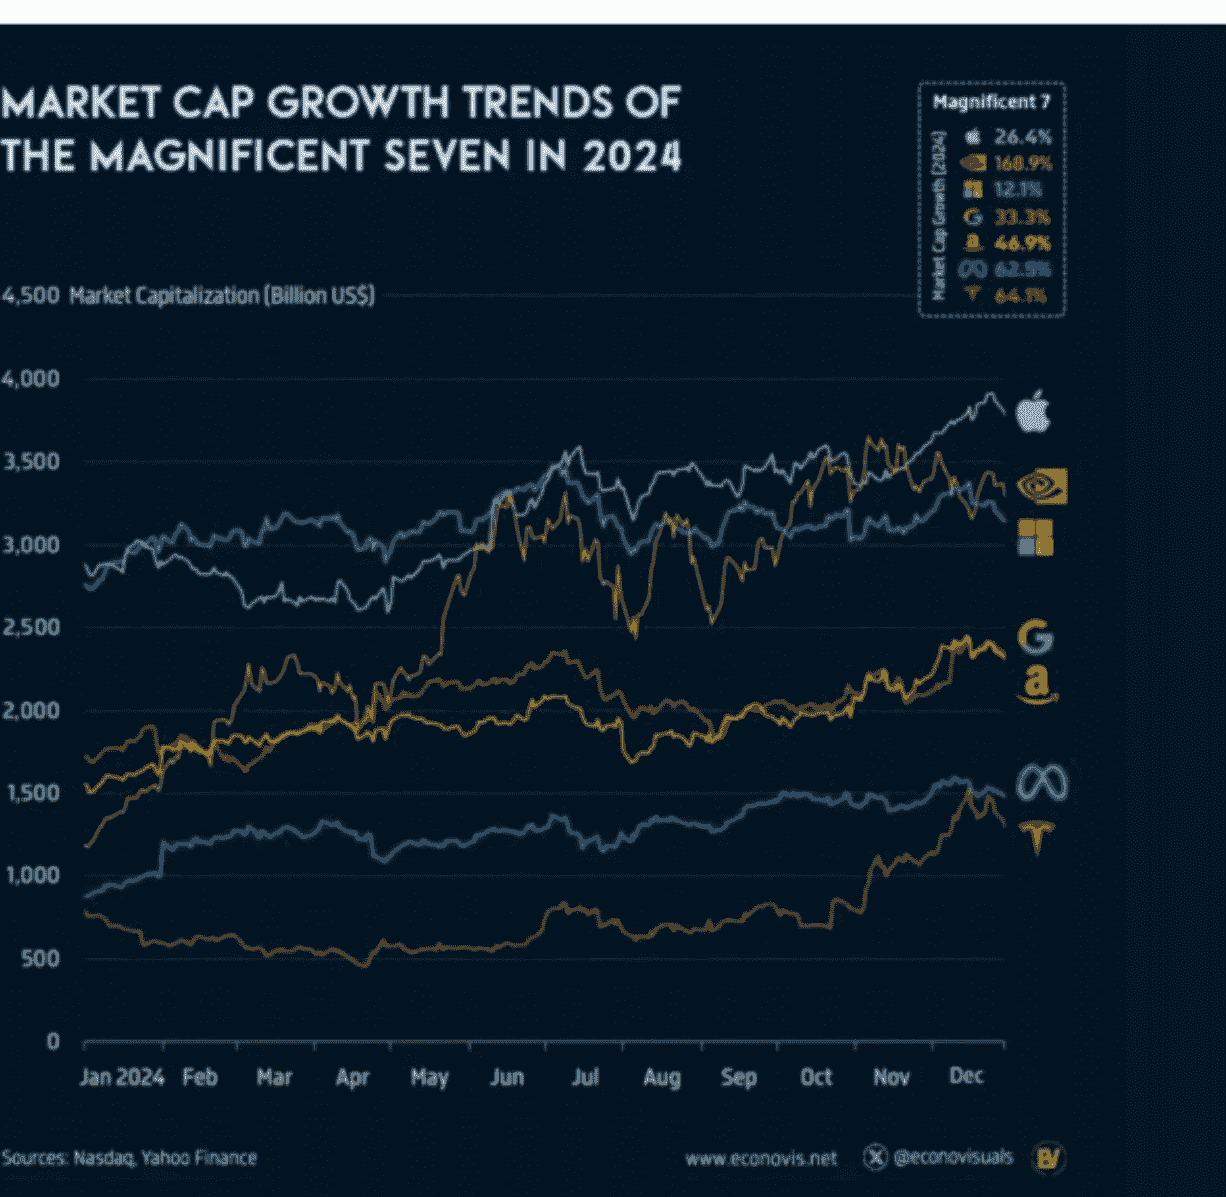 MARKET CAP GROWTH TRENDS OF
THE MAGNIFICENT SEVEN IN 2024
Magnificent 7
Market Cap Growth (2024)
26.4%
168.9%
12.1%
33.3%
46.9%
62.5%
64.1%
4,500 Market Capitalization (Billion US$)
4,000
3,500
3,000
2,500
2,000
1,500
1,000
500
0
Jan 2024 Feb Mar Apr May Jun Jul Aug Sep Oct Nov Dec
Sources: Nasdaq, Yahoo Finance
www.econovis.net @econovisuals EV